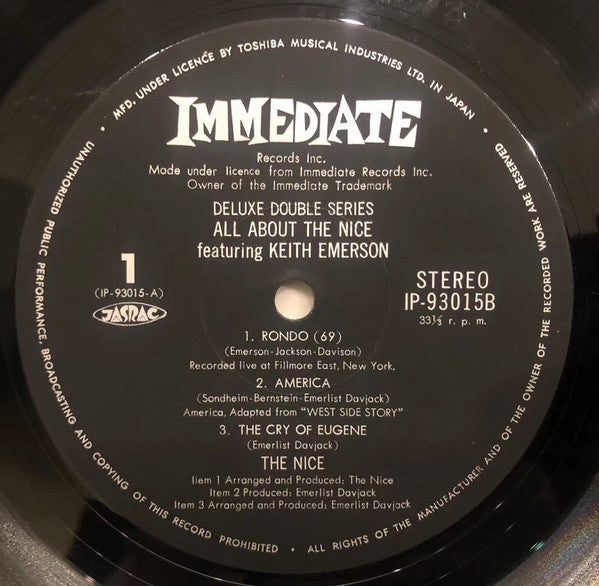 • MFD. UNDER LICENCE BY TOSHIBA MUSICAL INDUSTRIES LTD. IN JAPAN •
IMMEDIATE
Records Inc.
Made under licence from Immediate Records Inc.
Owner of the Immediate Trademark
DELUXE DOUBLE SERIES
ALL ABOUT THE NICE
featuring KEITH EMERSON
1
(IP-93015-A)
JASRAC
STEREO
IP-93015B
33⅓ r. p. m.
1. RONDO (69)
(Emerson-Jackson-Davison)
Recorded live at Fillmore East, New York.
2. AMERICA
(Sondheim-Bernstein-Emerlist Davjack)
America, Adapted from "WEST SIDE STORY"
3. THE CRY OF EUGENE
(Emerlist Davjack)
THE NICE
Iiem 1 Arranged and Produced: The Nice
Item 2 Produced: Emerlist Davjack
Item 3 Arranged and Produced: Emerlist Davjack
UNAUTHORIZED PUBLIC PERFORMANCE, BROADCASTING AND COPYING OF THIS RECORD PROHIBITED • ALL RIGHTS OF THE MANUFACTURER AND OF THE OWNER OF THE RECORDED WORK ARE RESERVED